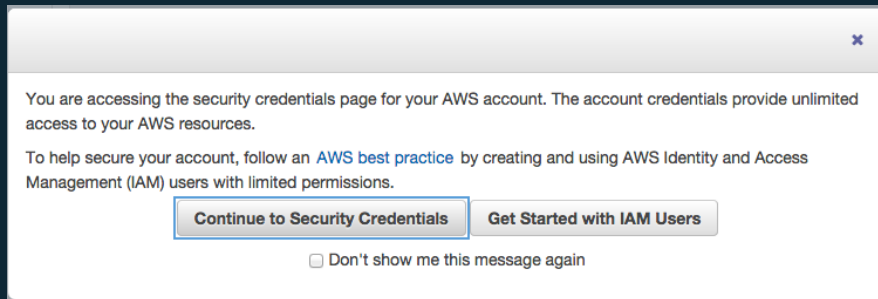 You are accessing the security credentials page for your AWS account. The account credentials provide unlimited
access to your AWS resources.
To help secure your account, follow an AWS best practice by creating and using AWS Identity and Access
Management (IAM) users with limited permissions.
Continue to Security Credentials Get Started with IAM Users
Don't show me this message again